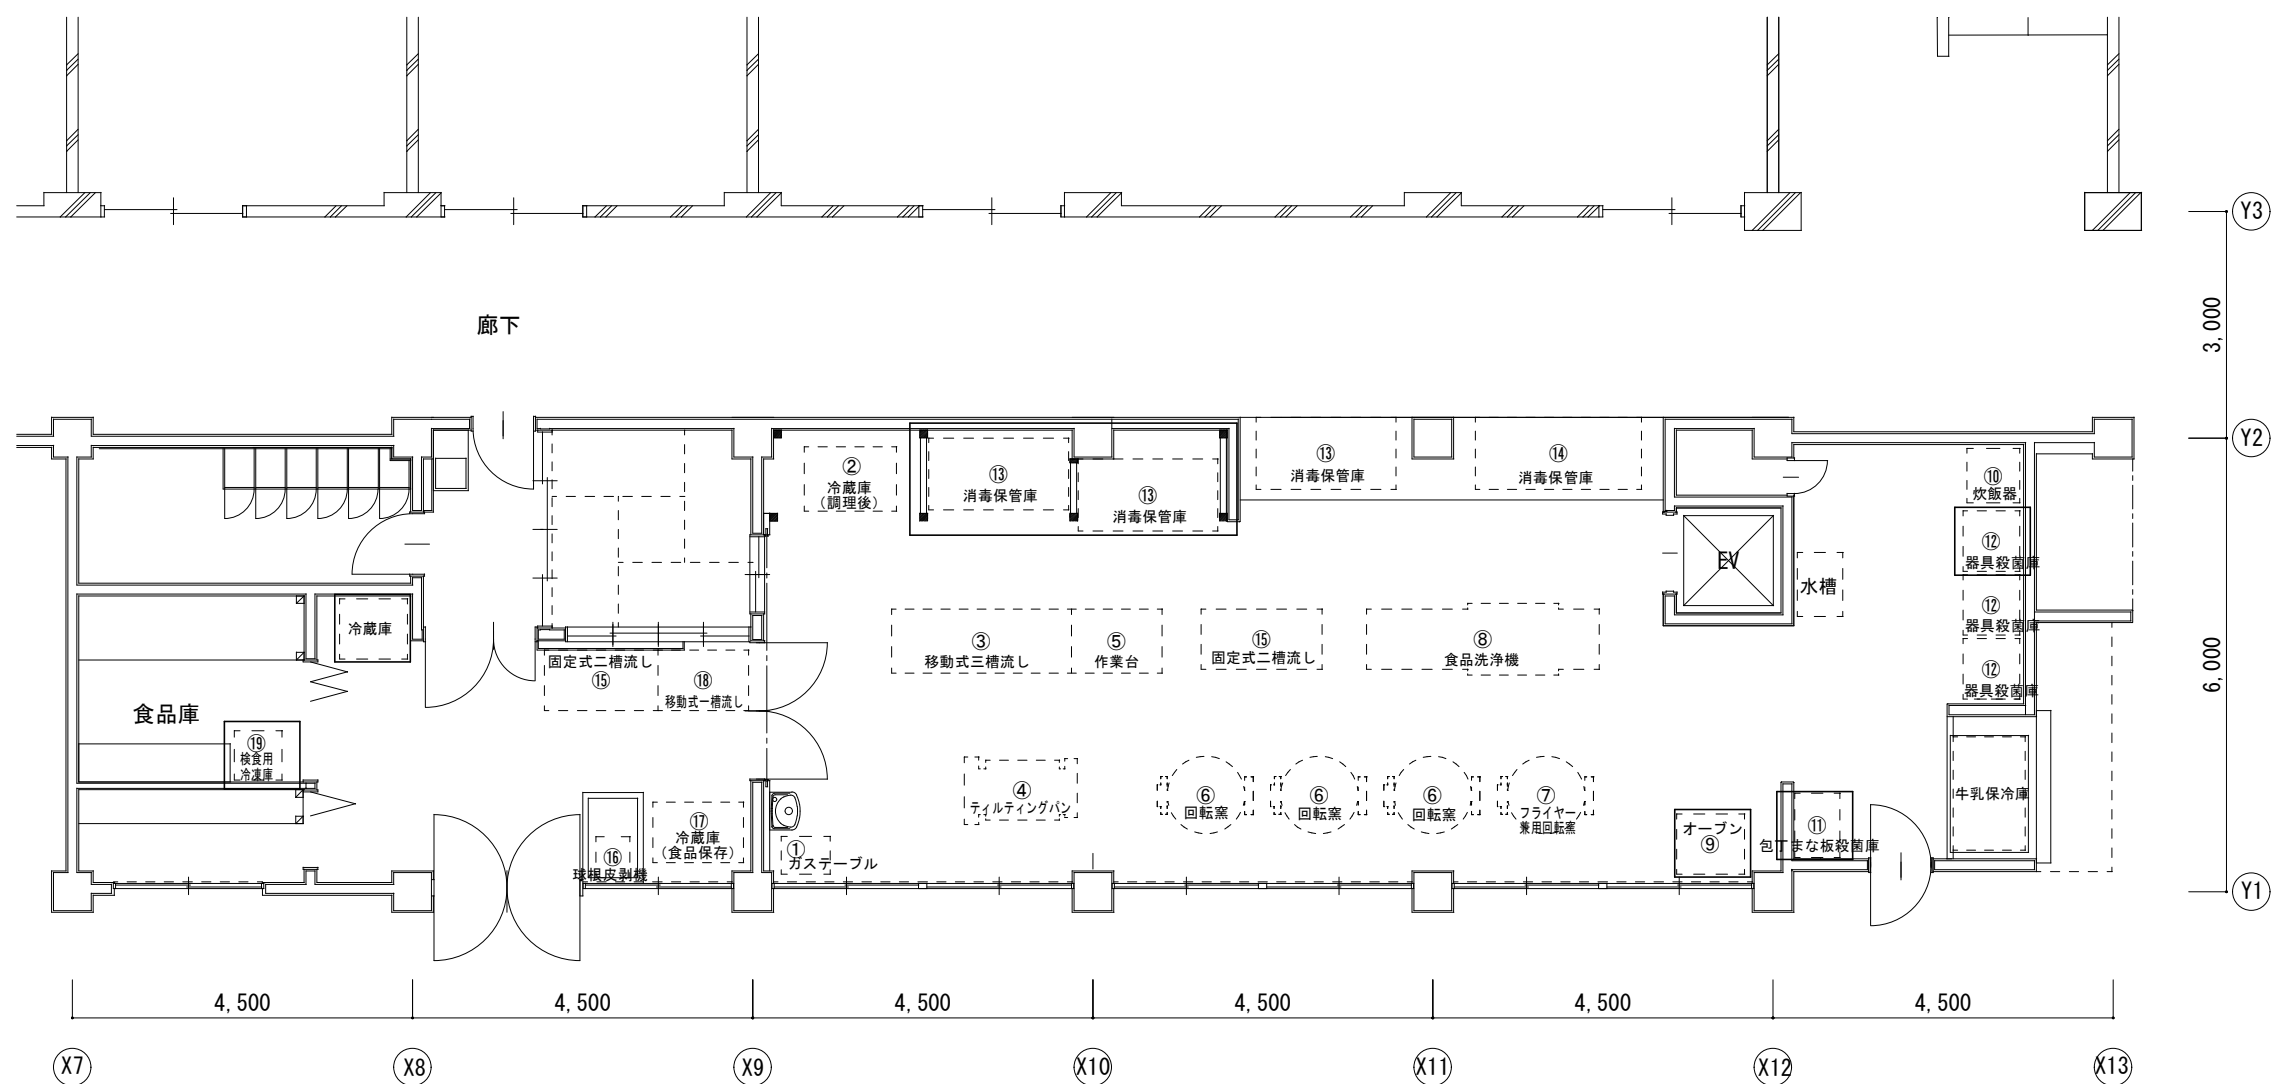 Y3
3,000
廊下
Y2
②
冷蔵庫
(調理後)
⑬
消毒保管庫
⑬
消毒保管庫
⑬
消毒保管庫
⑭
消毒保管庫
⑩
炊飯器
⑫
器具殺菌庫
EV
水槽
⑫
器具殺菌庫
⑫
器具殺菌庫
冷蔵庫
固定式二槽流し
⑮
⑱
移動式一槽流し
③
移動式三槽流し
⑤
作業台
⑮
固定式二槽流し
⑧
食品洗浄機
6,000
食品庫
⑲
検食用
冷凍庫
④
ティルティングパン
⑥
回転窯
⑥
回転窯
⑥
回転窯
⑦
フライヤー
兼用回転窯
牛乳保冷庫
⑯
球根皮剥機
⑰
冷蔵庫
(食品保存)
①
ガステーブル
オーブン
⑨
⑪
包丁まな板殺菌庫
Y1
4,500
4,500
4,500
4,500
4,500
4,500
X7
X8
X9
X10
X11
X12
X13